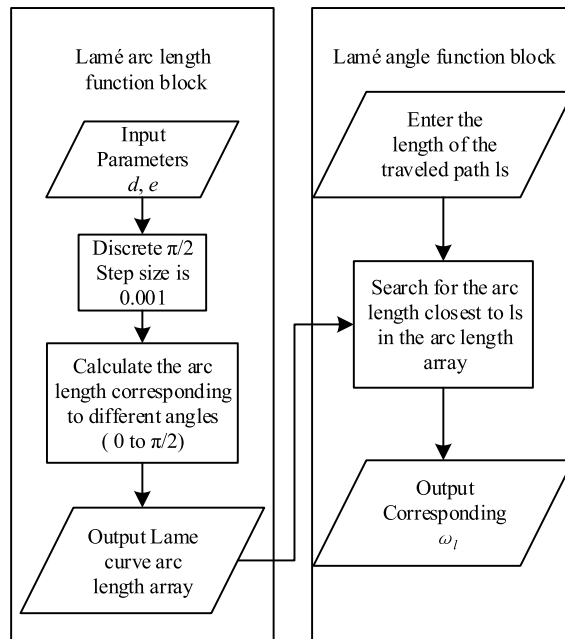 Lamé arc length
function block
Input
Parameters
d, e
Discrete π/2
Step size is
0.001
Calculate the arc
length corresponding
to different angles
( 0 to π/2)
Output Lame
curve arc
length array
Lamé angle function block
Enter the
length of the
traveled path ls
Search for the arc
length closest to ls
in the arc length
array
Output
Corresponding
ω_l